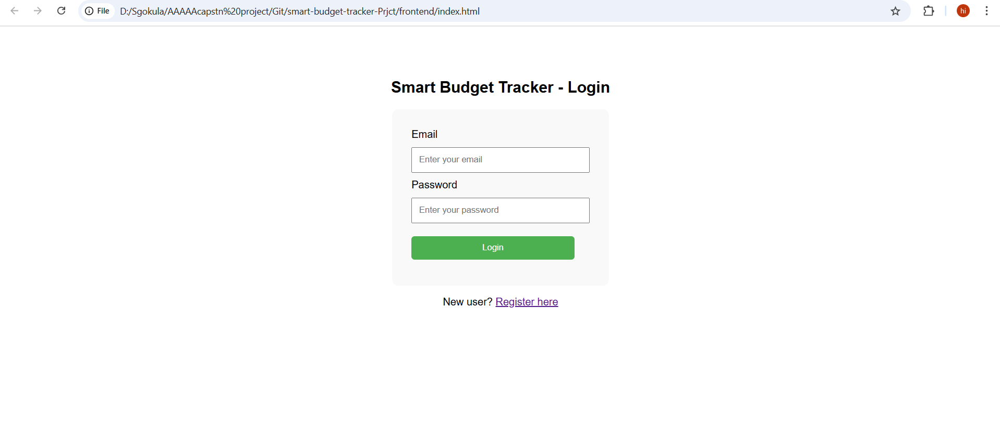 File D:/Sgokula/AAAAAcapstn%20project/Git/smart-budget-tracker-Prjct/frontend/index.html hi
Smart Budget Tracker - Login
Email
Enter your email
Password
Enter your password
Login
New user? Register here